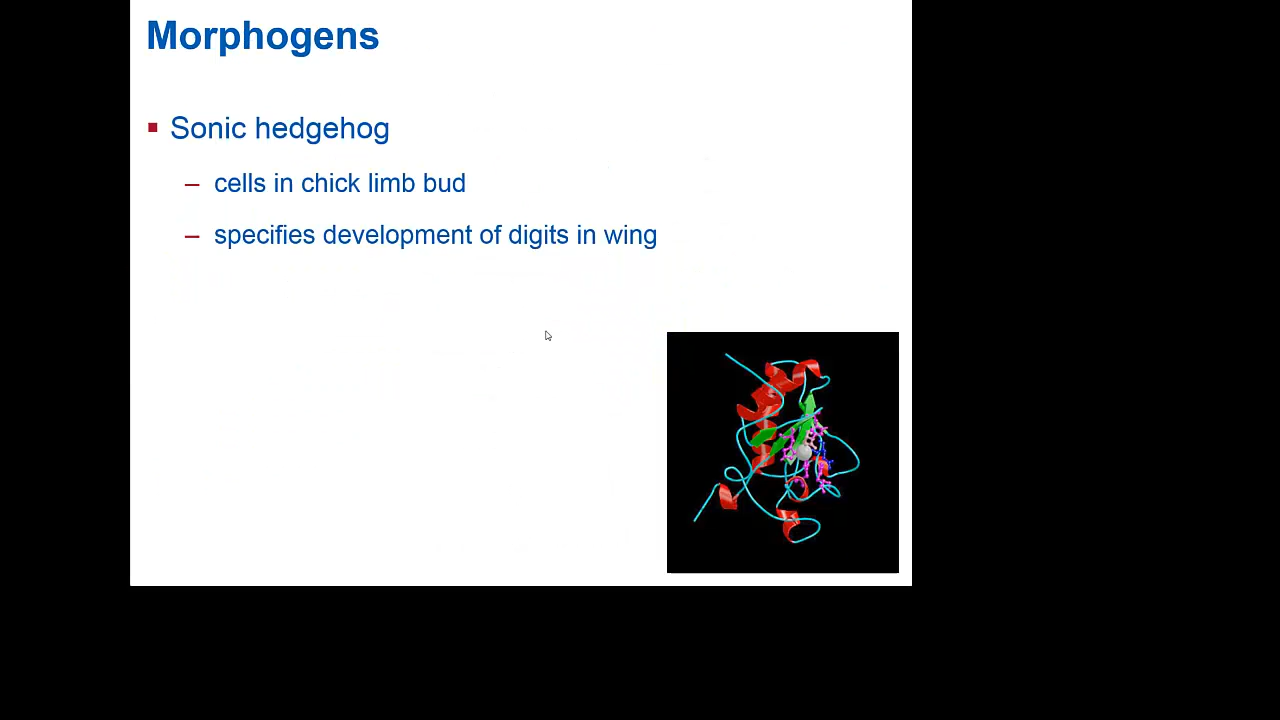 Morphogens
▪ Sonic hedgehog
– cells in chick limb bud
– specifies development of digits in wing